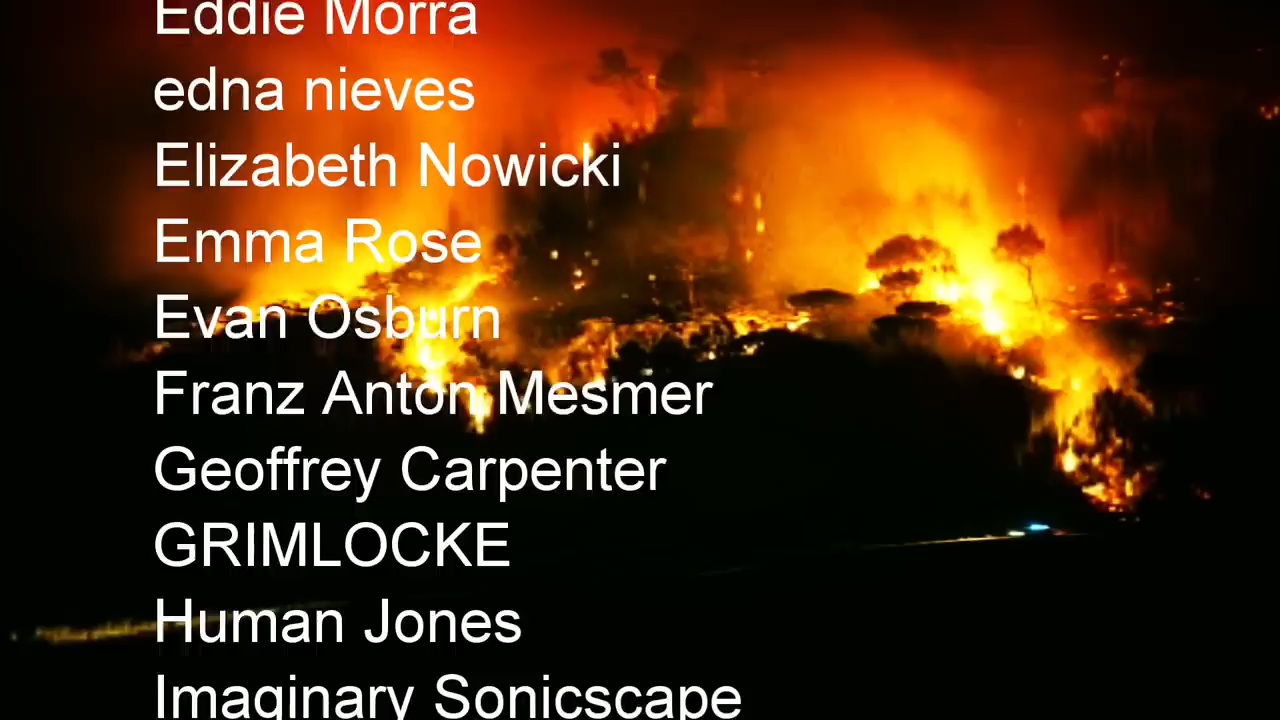 Eddie Morra
edna nieves
Elizabeth Nowicki
Emma Rose
Evan Osburn
Franz Anton Mesmer
Geoffrey Carpenter
GRIMLOCKE
Human Jones
Imaginary Sonicscape